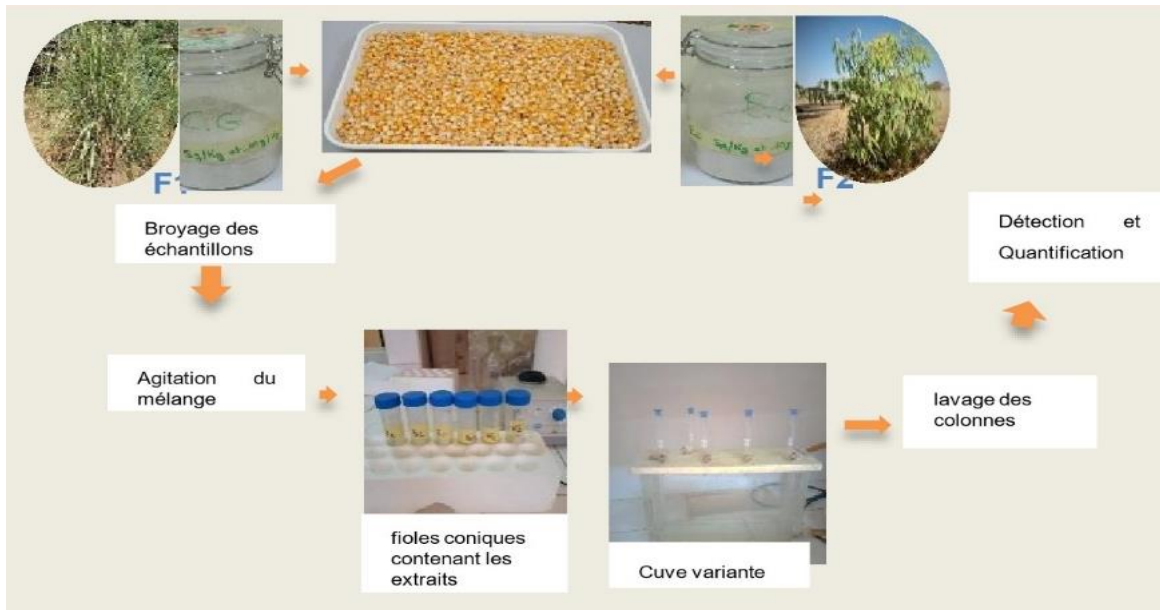 C.G
F1
F2
Broyage des
échantillons
Détection et
Quantification
Agitation du
mélange
lavage des
colonnes
fioles coniques
contenant les
extraits
Cuve variante